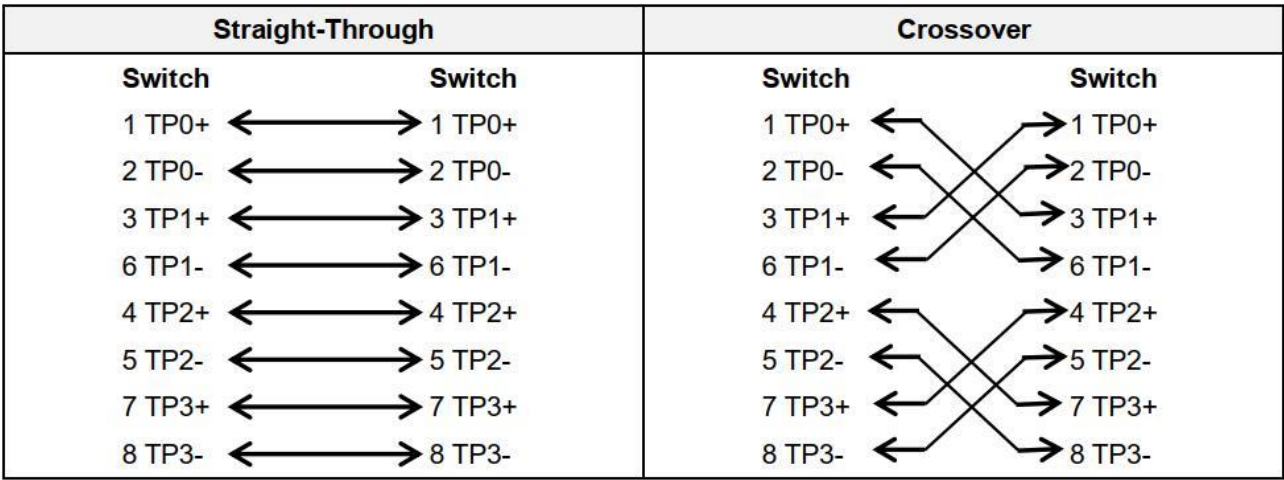 Straight-Through Crossover
Switch Switch Switch Switch
1 TP0+ 1 TP0+ 1 TP0+ 1 TP0+
2 TP0- 2 TP0- 2 TP0- 2 TP0-
3 TP1+ 3 TP1+ 3 TP1+ 3 TP1+
6 TP1- 6 TP1- 6 TP1- 6 TP1-
4 TP2+ 4 TP2+ 4 TP2+ 4 TP2+
5 TP2- 5 TP2- 5 TP2- 5 TP2-
7 TP3+ 7 TP3+ 7 TP3+ 7 TP3+
8 TP3- 8 TP3- 8 TP3- 8 TP3-